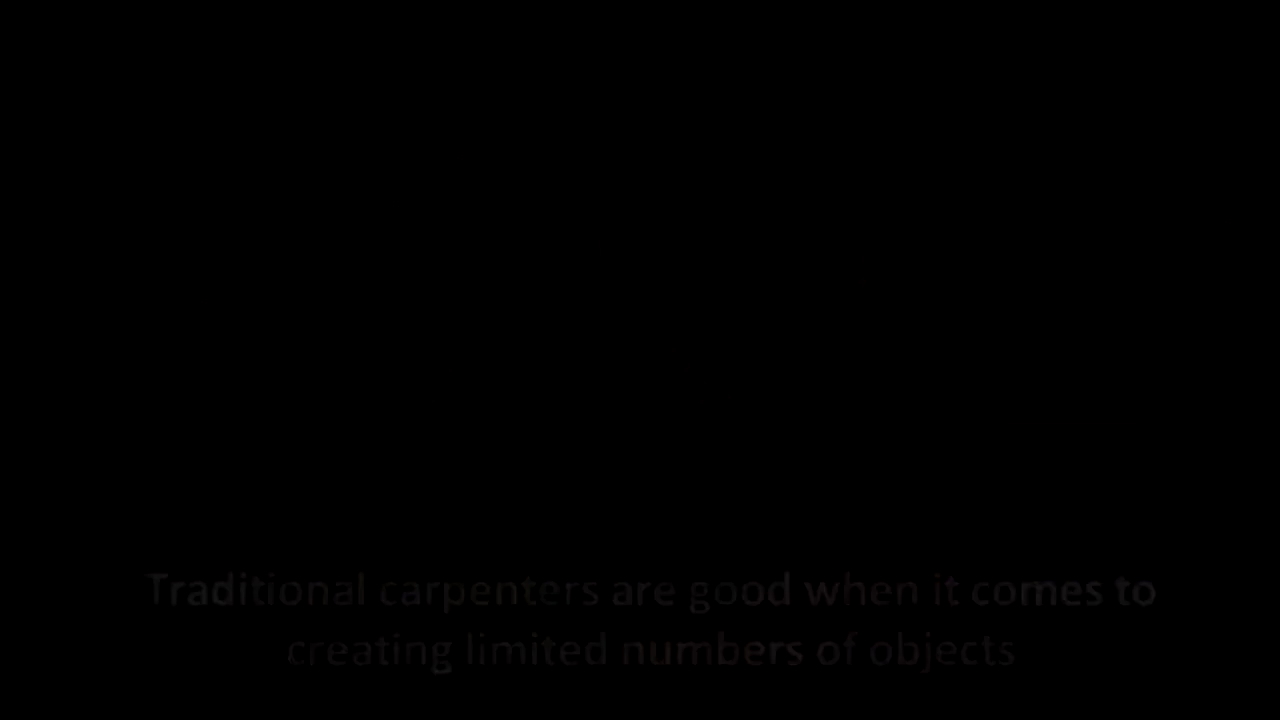 Traditional carpenters are good when it comes to
creating limited numbers of objects